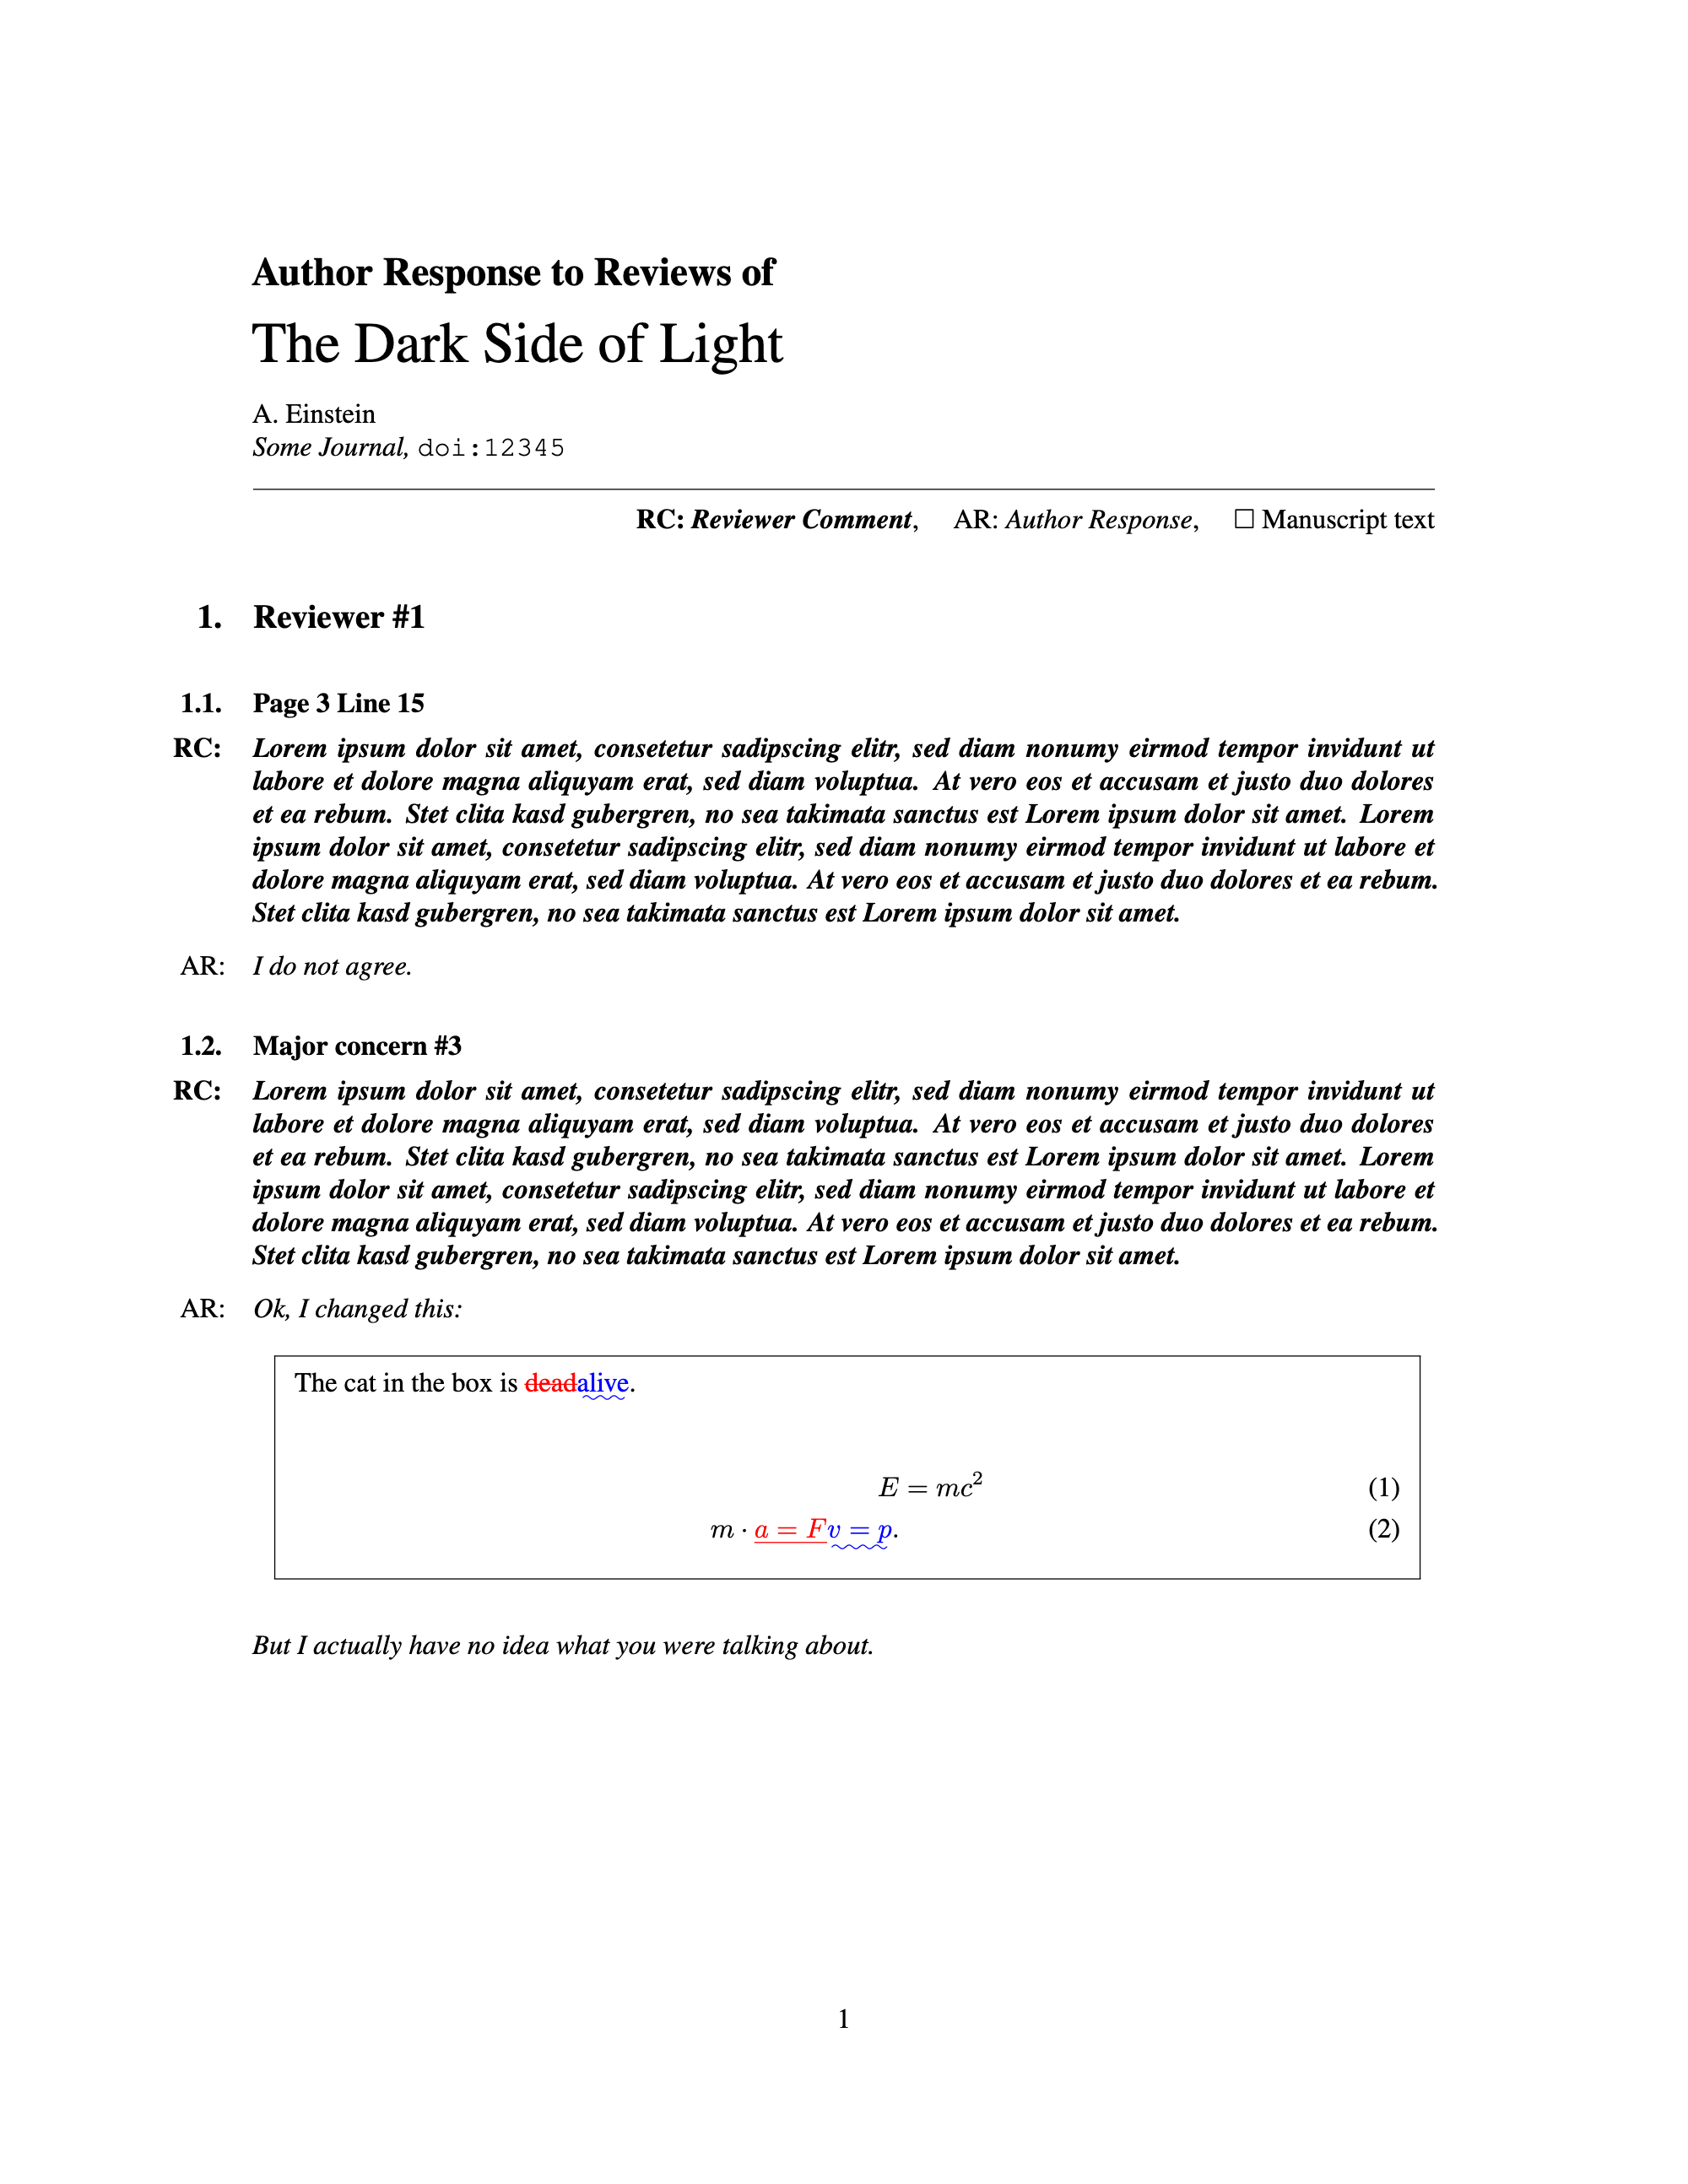 Author Response to Reviews of
The Dark Side of Light
A. Einstein
Some Journal, doi:12345
RC: Reviewer Comment, AR: Author Response, □ Manuscript text
1. Reviewer #1
1.1. Page 3 Line 15
RC: Lorem ipsum dolor sit amet, consetetur sadipscing elitr, sed diam nonumy eirmod tempor invidunt ut
labore et dolore magna aliquyam erat, sed diam voluptua. At vero eos et accusam et justo duo dolores
et ea rebum. Stet clita kasd gubergren, no sea takimata sanctus est Lorem ipsum dolor sit amet. Lorem
ipsum dolor sit amet, consetetur sadipscing elitr, sed diam nonumy eirmod tempor invidunt ut labore et
dolore magna aliquyam erat, sed diam voluptua. At vero eos et accusam et justo duo dolores et ea rebum.
Stet clita kasd gubergren, no sea takimata sanctus est Lorem ipsum dolor sit amet.
AR: I do not agree.
1.2. Major concern #3
RC: Lorem ipsum dolor sit amet, consetetur sadipscing elitr, sed diam nonumy eirmod tempor invidunt ut
labore et dolore magna aliquyam erat, sed diam voluptua. At vero eos et accusam et justo duo dolores
et ea rebum. Stet clita kasd gubergren, no sea takimata sanctus est Lorem ipsum dolor sit amet. Lorem
ipsum dolor sit amet, consetetur sadipscing elitr, sed diam nonumy eirmod tempor invidunt ut labore et
dolore magna aliquyam erat, sed diam voluptua. At vero eos et accusam et justo duo dolores et ea rebum.
Stet clita kasd gubergren, no sea takimata sanctus est Lorem ipsum dolor sit amet.
AR: Ok, I changed this:
The cat in the box is deadalive.
E = mc² (1)
m · a = Fv = p. (2)
But I actually have no idea what you were talking about.
1